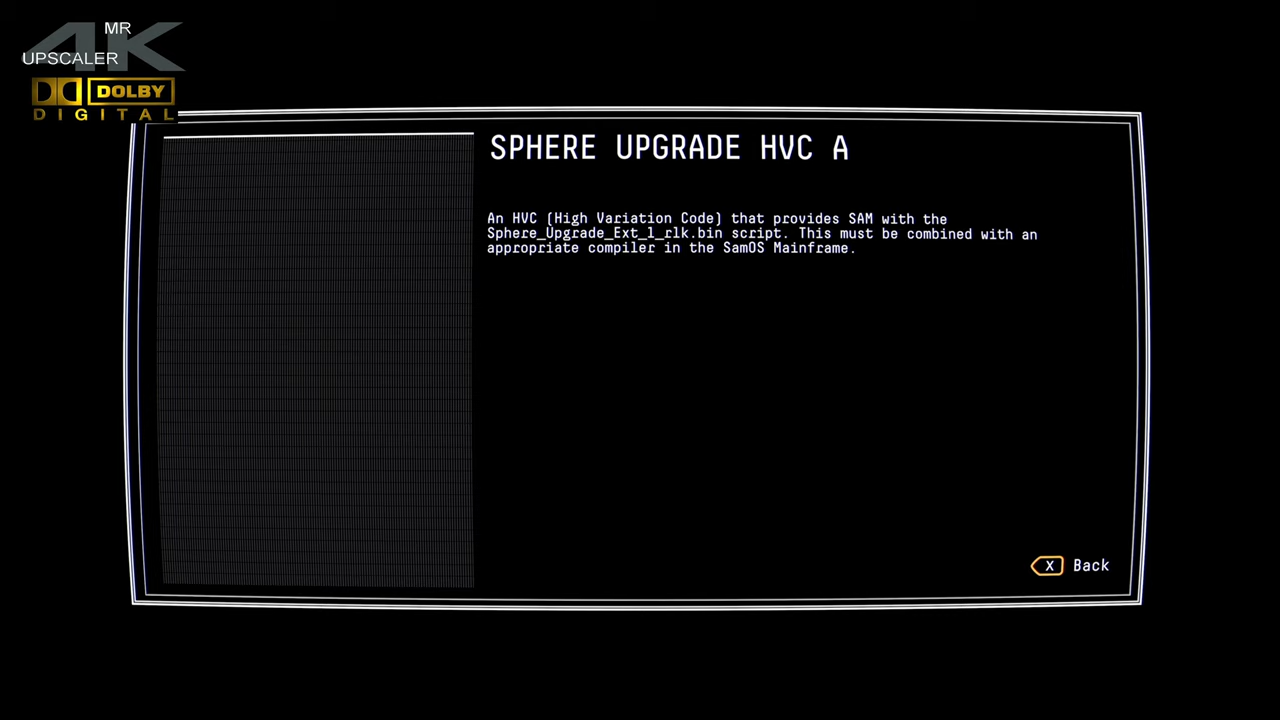 4K
MR
UPSCALER
DOLBY
DIGITAL
SPHERE UPGRADE HVC A
An HVC (High Variation Code) that provides SAM with the
Sphere_Upgrade_Ext_1_rlk.bin script. This must be combined with an
appropriate compiler in the SamOS Mainframe.
X Back